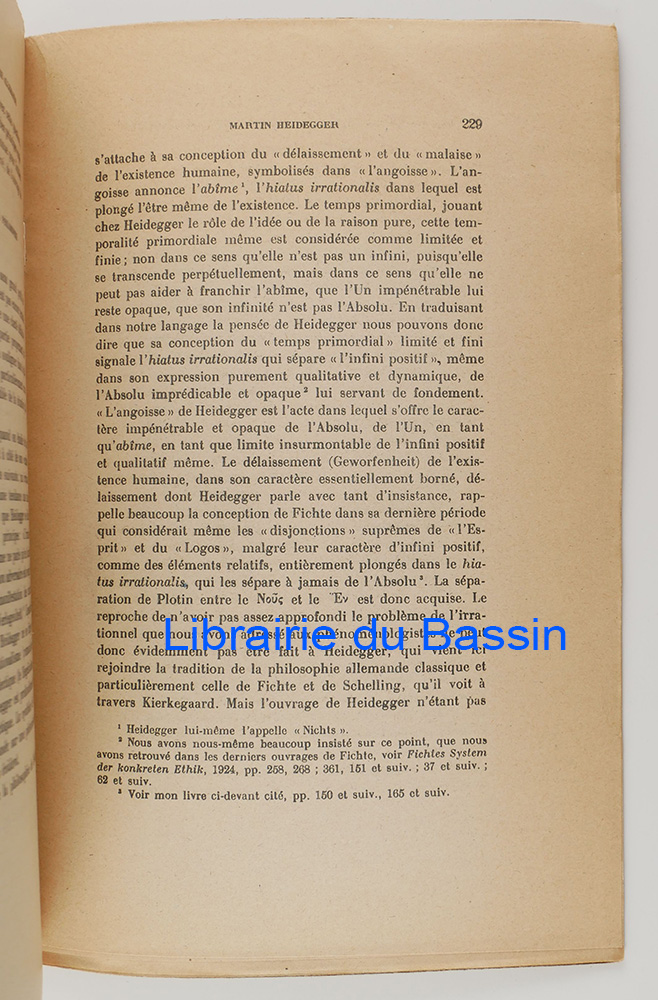 MARTIN HEIDEGGER 229
s'attache à sa conception du « délaissement » et du « malaise »
de l'existence humaine, symbolisés dans « l'angoisse ». L'an-
goisse annonce l'abîme¹, l'hiatus irrationalis dans lequel est
plongé l'être même de l'existence. Le temps primordial, jouant
chez Heidegger le rôle de l'idée ou de la raison pure, cette tem-
poralité primordiale même est considérée comme limitée et
finie ; non dans ce sens qu'elle n'est pas un infini, puisqu'elle
se transcende perpétuellement, mais dans ce sens qu'elle ne
peut pas aider à franchir l'abîme, que l'Un impénétrable lui
reste opaque, que son infinité n'est pas l'Absolu. En traduisant
dans notre langage la pensée de Heidegger nous pouvons donc
dire que sa conception du « temps primordial » limité et fini
signale l'hiatus irrationalis qui sépare « l'infini positif », même
dans son expression purement qualitative et dynamique, de
l'Absolu imprédicable et opaque² lui servant de fondement.
« L'angoisse » de Heidegger est l'acte dans lequel s'offre le carac-
tère impénétrable et opaque de l'Absolu, de l'Un, en tant
qu'abîme, en tant que limite insurmontable de l'infini positif
et qualitatif même. Le délaissement (Geworfenheit) de l'exis-
tence humaine, dans son caractère essentiellement borné, dé-
laissement dont Heidegger parle avec tant d'insistance, rap-
pelle beaucoup la conception de Fichte dans sa dernière période
qui considérait même les « disjonctions » suprêmes de « l'Es-
prit » et du « Logos », malgré leur caractère d'infini positif,
comme des éléments relatifs, entièrement plongés dans le hia-
tus irrationalis, qui les sépare à jamais de l'Absolu³. La sépa-
ration de Plotin entre le Νοῦς et le Ἕν est donc acquise. Le
reproche de n'avoir pas assez approfondi le problème de l'irra-
tionnel que nous avons adressé aux phénoménologistes ne peut
donc évidemment pas être fait à Heidegger, qui vient ici
rejoindre la tradition de la philosophie allemande classique et
particulièrement celle de Fichte et de Schelling, qu'il voit à
travers Kierkegaard. Mais l'ouvrage de Heidegger n'étant pas
¹ Heidegger lui-même l'appelle « Nichts ».
² Nous avons nous-même beaucoup insisté sur ce point, que nous
avons retrouvé dans les derniers ouvrages de Fichte, voir Fichtes System
der konkreten Ethik, 1924, pp. 258, 268 ; 361, 151 et suiv. ; 37 et suiv. ;
62 et suiv.
³ Voir mon livre ci-devant cité, pp. 150 et suiv., 165 et suiv.
Librairie du Bassin